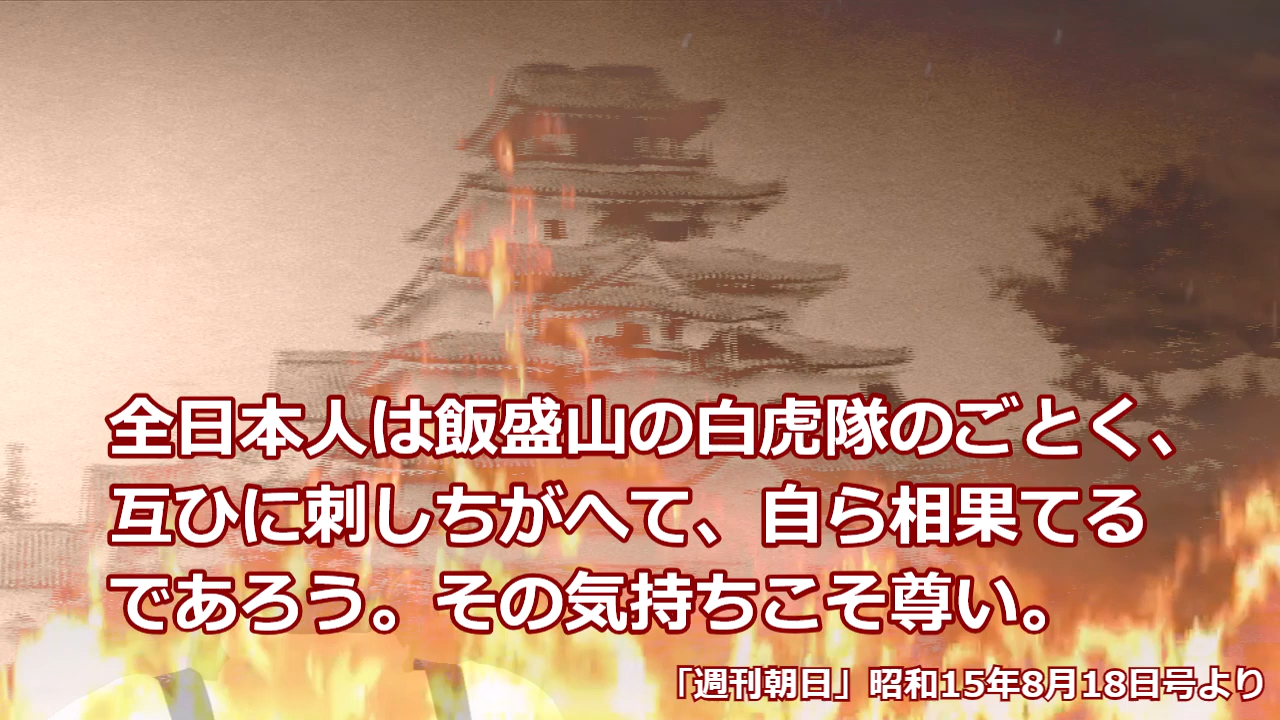 全日本人は飯盛山の白虎隊のごとく、
互ひに刺しちがへて、自ら相果てる
であろう。その気持ちこそ尊い。
「週刊朝日」昭和15年8月18日号より